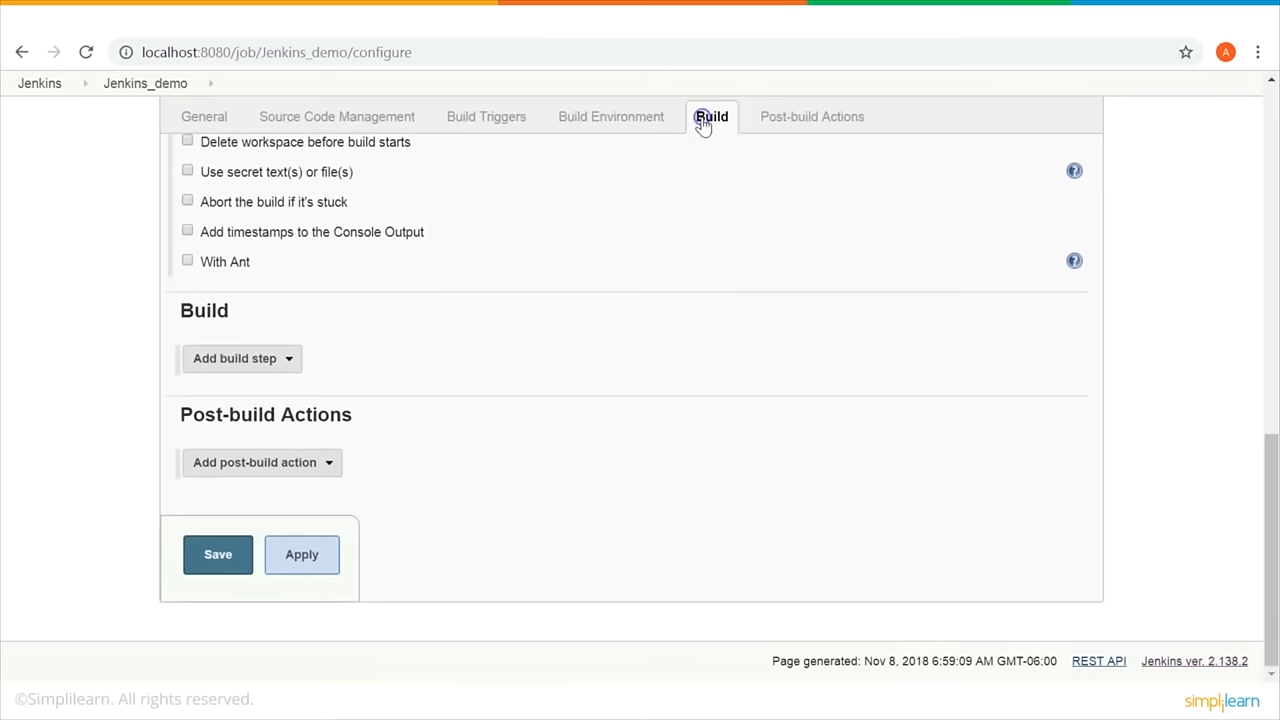 localhost:8080/job/Jenkins_demo/configure
A
Jenkins Jenkins_demo
General Source Code Management Build Triggers Build Environment Build Post-build Actions
Delete workspace before build starts
Use secret text(s) or file(s)
?
Abort the build if it's stuck
Add timestamps to the Console Output
With Ant
?
Build
Add build step
Post-build Actions
Add post-build action
Save Apply
Page generated: Nov 8, 2018 6:59:09 AM GMT-06:00 REST API Jenkins ver. 2.138.2
©Simplilearn. All rights reserved.
simplilearn